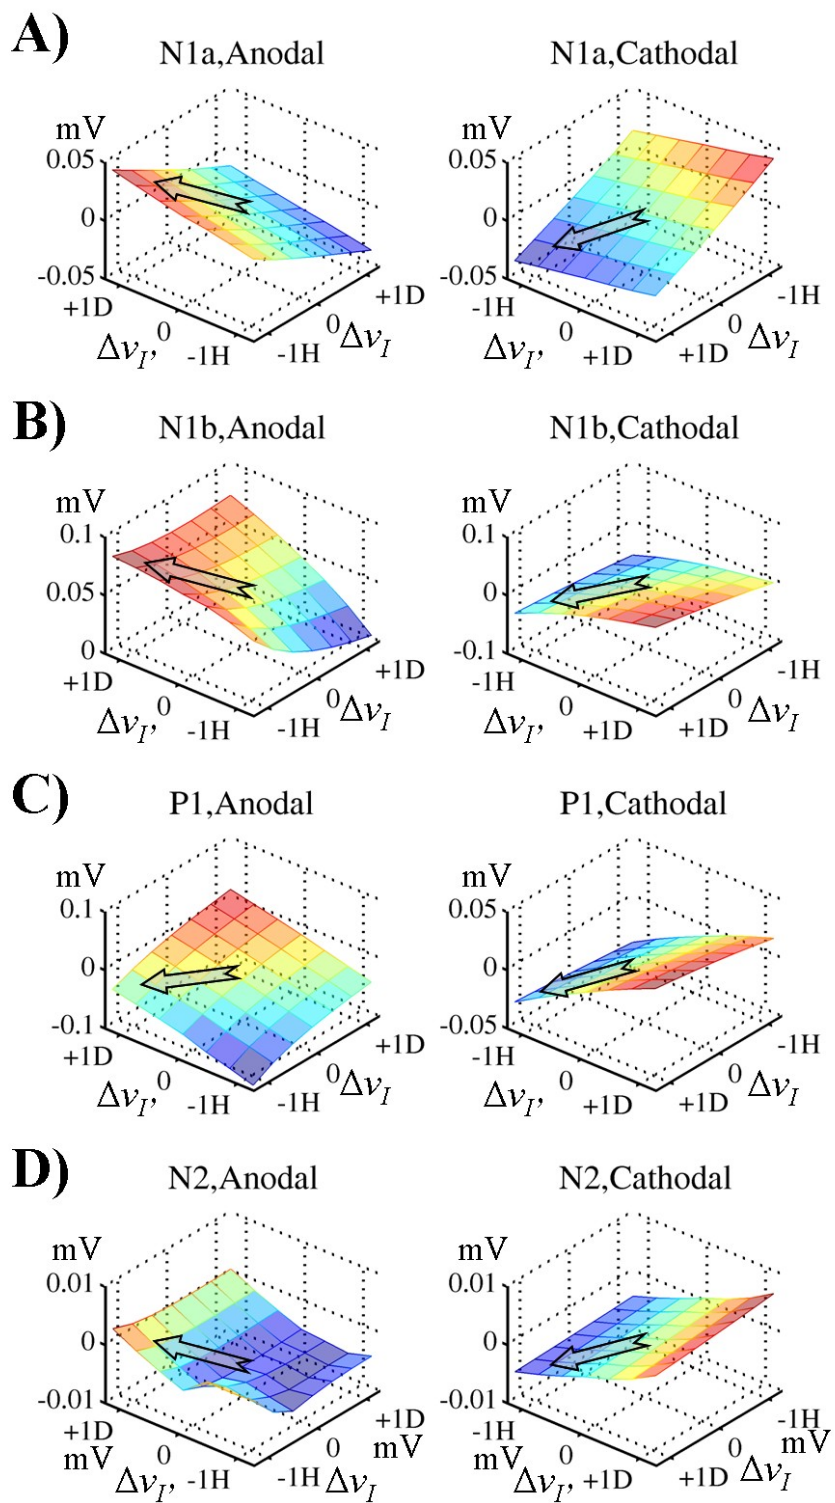 A)
N1a,Anodal
N1a,Cathodal
mV
0.05
0
-0.05
+1D
0
-1H
Δv_I,
-1H
0
+1D
Δv_I
0.05
0
-0.05
-1H
0
+1D
Δv_I,
+1D
0
-1H
Δv_I
B)
N1b,Anodal
N1b,Cathodal
mV
0.1
0.05
0
+1D
0
-1H
Δv_I,
-1H
0
+1D
Δv_I
mV
0.1
0
-0.1
-1H
0
+1D
Δv_I,
+1D
0
-1H
Δv_I
C)
P1,Anodal
P1,Cathodal
mV
0.1
0
-0.1
+1D
0
-1H
Δv_I,
-1H
0
+1D
Δv_I
mV
0.05
0
-0.05
-1H
0
+1D
Δv_I,
+1D
0
-1H
Δv_I
D)
N2,Anodal
N2,Cathodal
mV
0.01
0
-0.01
+1D
mV
0
-1H
Δv_I,
-1H
0
+1D
mV
Δv_I
mV
0.01
0
-0.01
-1H
mV
0
+1D
Δv_I,
+1D
0
-1H
mV
Δv_I